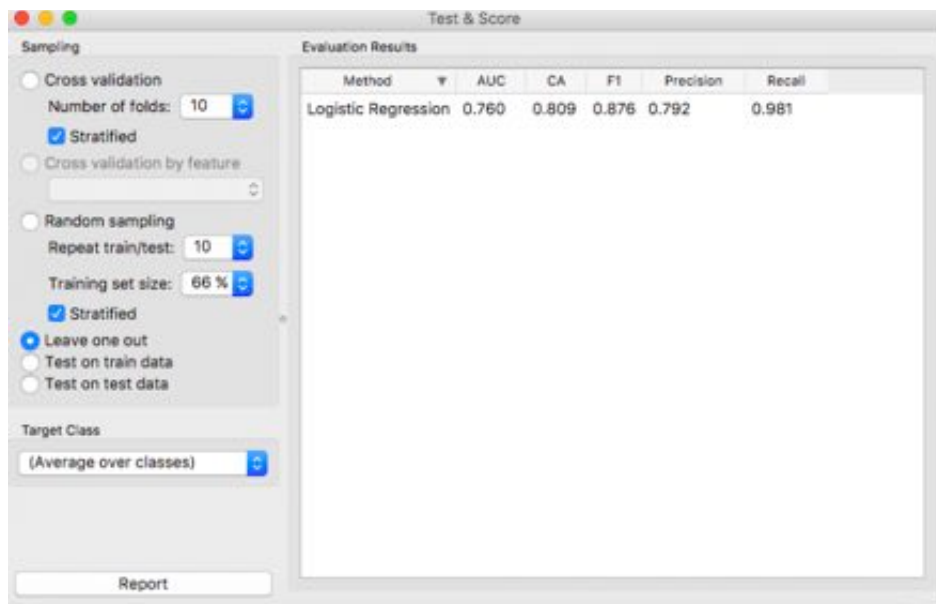 Test & Score
Sampling
Cross validation
Number of folds: 10
Stratified
Cross validation by feature
Random sampling
Repeat train/test: 10
Training set size: 66 %
Stratified
Leave one out
Test on train data
Test on test data
Target Class
(Average over classes)
Report
Evaluation Results
Method AUC CA F1 Precision Recall
Logistic Regression 0.760 0.809 0.876 0.792 0.981